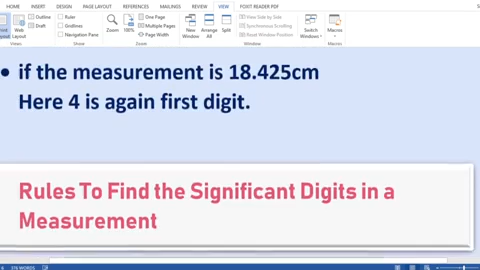 HOME INSERT DESIGN PAGE LAYOUT REFERENCES MAILINGS REVIEW VIEW FOXIT READER PDF
Outline Ruler One Page View Side by Side
Draft Gridlines Multiple Pages Synchronous Scrolling
Web Layout Navigation Pane Zoom 100% Page Width New Window Arrange All Split Reset Window Position Switch Windows Macros
Views Show Zoom Window Macros
• if the measurement is 18.425cm
Here 4 is again first digit.
Rules To Find the Significant Digits in a
Measurement
WORDS